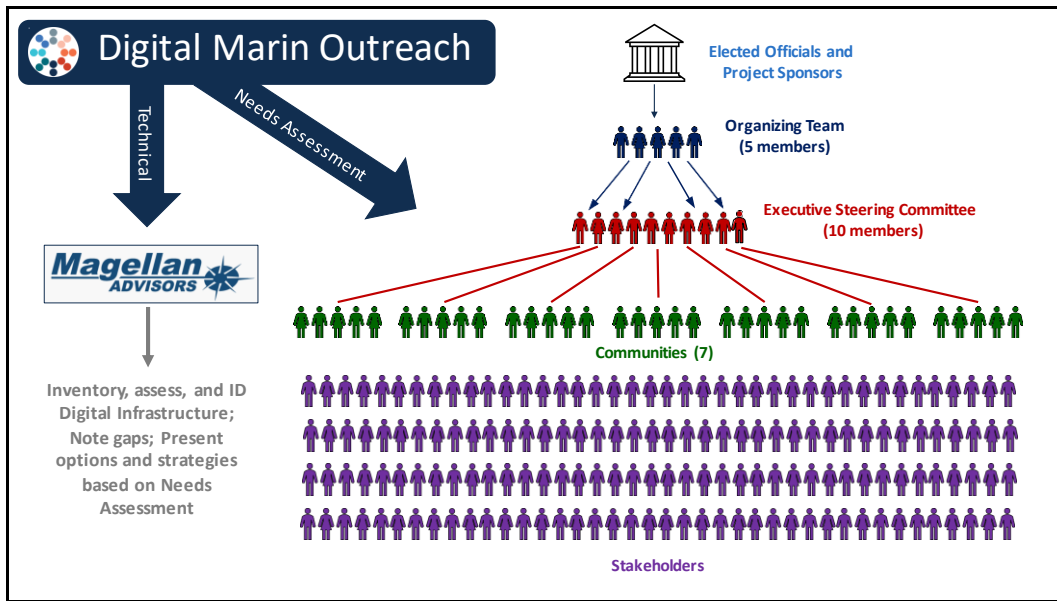 Digital Marin Outreach
Technical
Needs Assessment
Magellan
ADVISORS
Inventory, assess, and ID
Digital Infrastructure;
Note gaps; Present
options and strategies
based on Needs
Assessment
Elected Officials and
Project Sponsors
Organizing Team
(5 members)
Executive Steering Committee
(10 members)
Communities (7)
Stakeholders